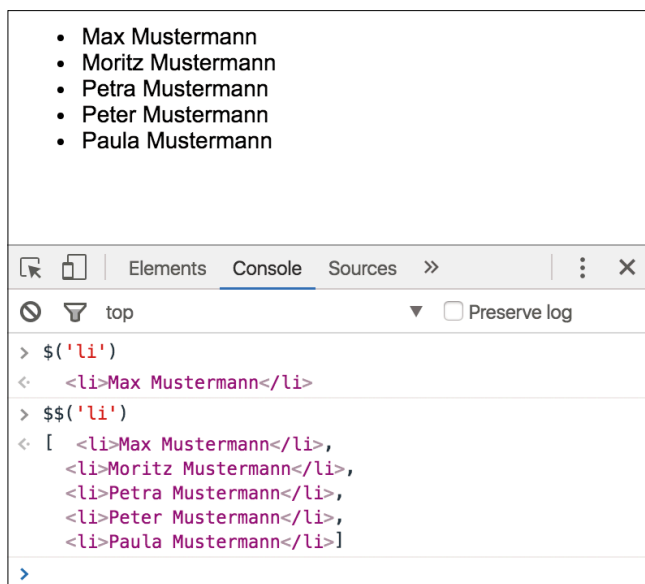 • Max Mustermann
• Moritz Mustermann
• Petra Mustermann
• Peter Mustermann
• Paula Mustermann
Elements Console Sources »
top ▼ Preserve log
> $('li')
<li>Max Mustermann</li>
> $$('li')
[ <li>Max Mustermann</li>,
<li>Moritz Mustermann</li>,
<li>Petra Mustermann</li>,
<li>Peter Mustermann</li>,
<li>Paula Mustermann</li>]
>